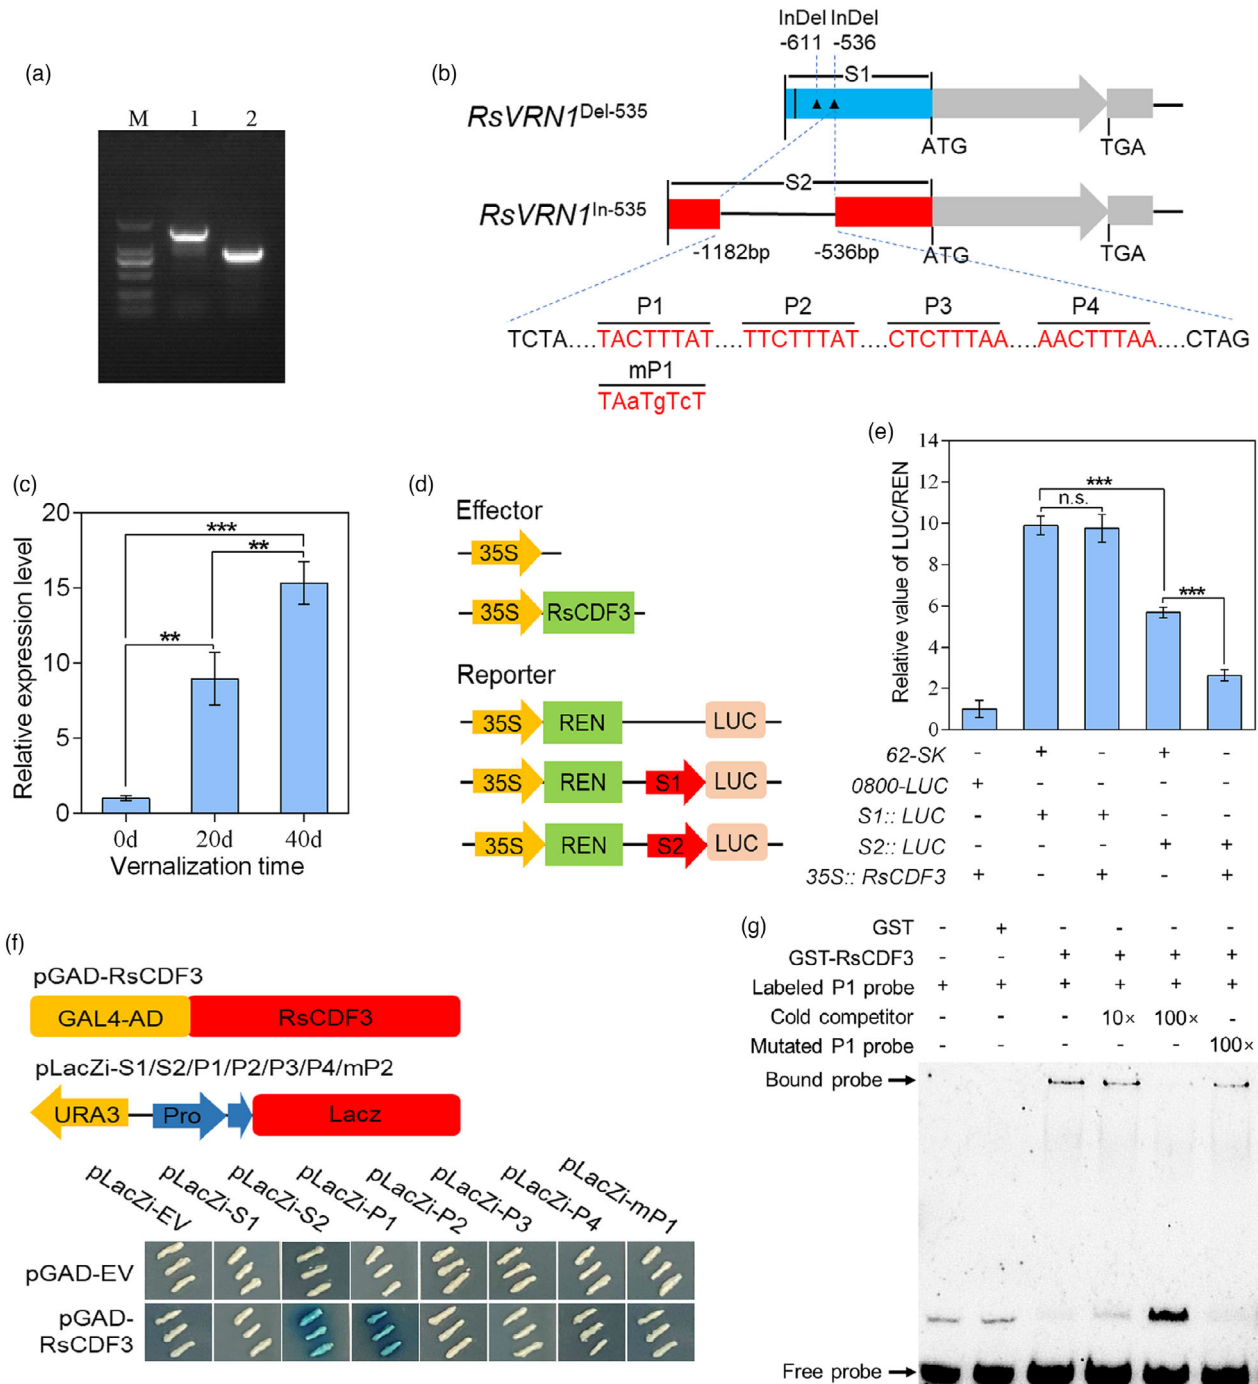 (a)
M 1 2
(b)
InDel InDel
-611 -536
S1
RsVRN1Del-535
ATG TGA
S2
RsVRN1In-535
-1182bp -536bp ATG TGA
P1 P2 P3 P4
TCTA....TACTTTAT....TTCTTTAT....CTCTTTAA....AACTTTAA....CTAG
mP1
TAaTgTcT
(c)
Relative expression level
20
15
10
5
0
***
**
**
0d 20d 40d
Vernalization time
(d)
Effector
35S
35S RsCDF3
Reporter
35S REN LUC
35S REN S1 LUC
35S REN S2 LUC
(e)
Relative value of LUC/REN
14
12
10
8
6
4
2
0
***
n.s.
***
62-SK - + - + -
0800-LUC + - - - -
S1:: LUC - + + - -
S2:: LUC - - - + +
35S:: RsCDF3 + - + - +
(f)
pGAD-RsCDF3
GAL4-AD RsCDF3
pLacZi-S1/S2/P1/P2/P3/P4/mP2
URA3 Pro Lacz
pLacZi-EV pLacZi-S1 pLacZi-S2 pLacZi-P1 pLacZi-P2 pLacZi-P3 pLacZi-P4 pLacZi-mP1
pGAD-EV
pGAD-
RsCDF3
(g)
GST - + - - - -
GST-RsCDF3 - - + + + +
Labeled P1 probe + + + + + +
Cold competitor - - - 10× 100× -
Mutated P1 probe - - - - - 100×
Bound probe
Free probe